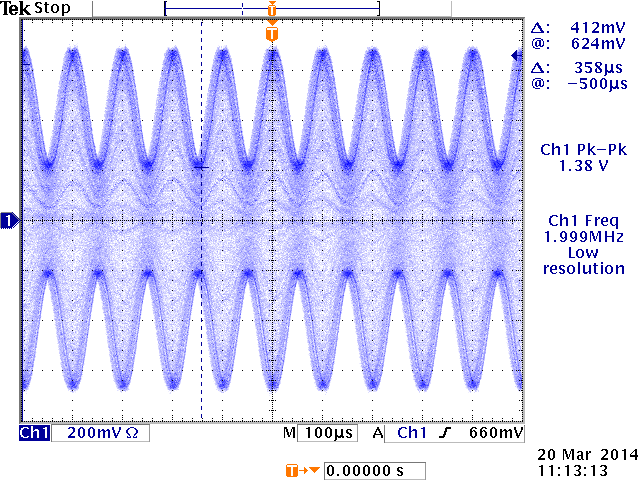 Tek Stop
T
T
Δ: 412mV
@: 624mV
Δ: 358µs
@: −500µs
Ch1 Pk−Pk
1.38 V
1
Ch1 Freq
1.999MHz
Low
resolution
Ch1 200mV Ω M 100µs A Ch1 660mV
T 0.00000 s
20 Mar 2014
11:13:13